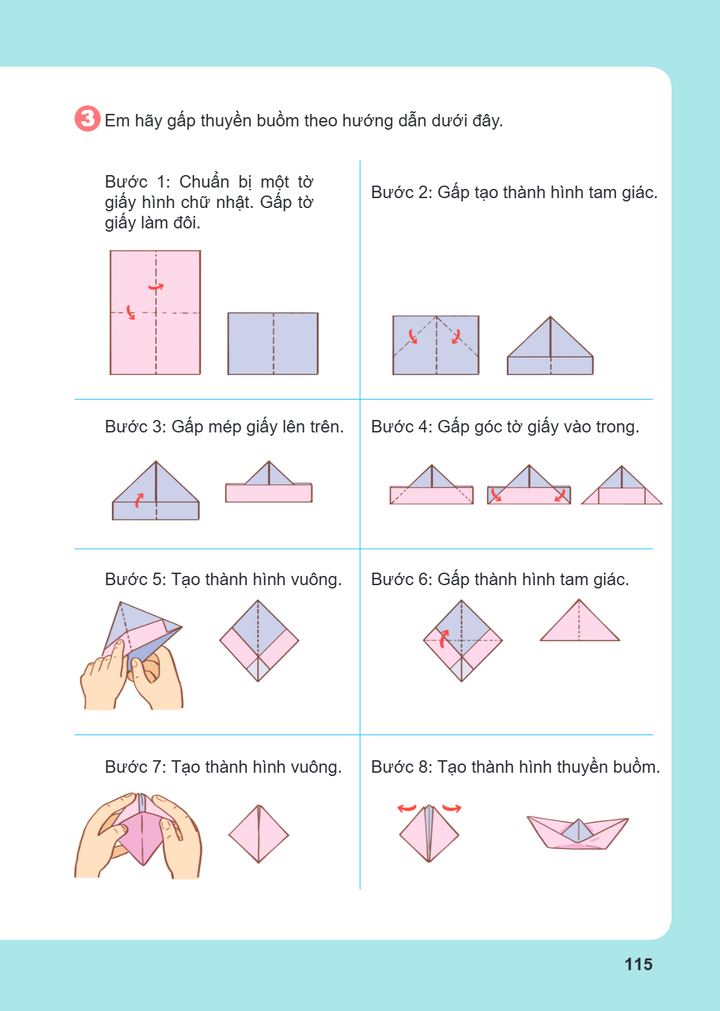 3 Em hãy gấp thuyền buồm theo hướng dẫn dưới đây.
Bước 1: Chuẩn bị một tờ
giấy hình chữ nhật. Gấp tờ
giấy làm đôi.
Bước 2: Gấp tạo thành hình tam giác.
Bước 3: Gấp mép giấy lên trên.
Bước 4: Gấp góc tờ giấy vào trong.
Bước 5: Tạo thành hình vuông.
Bước 6: Gấp thành hình tam giác.
Bước 7: Tạo thành hình vuông.
Bước 8: Tạo thành hình thuyền buồm.
115